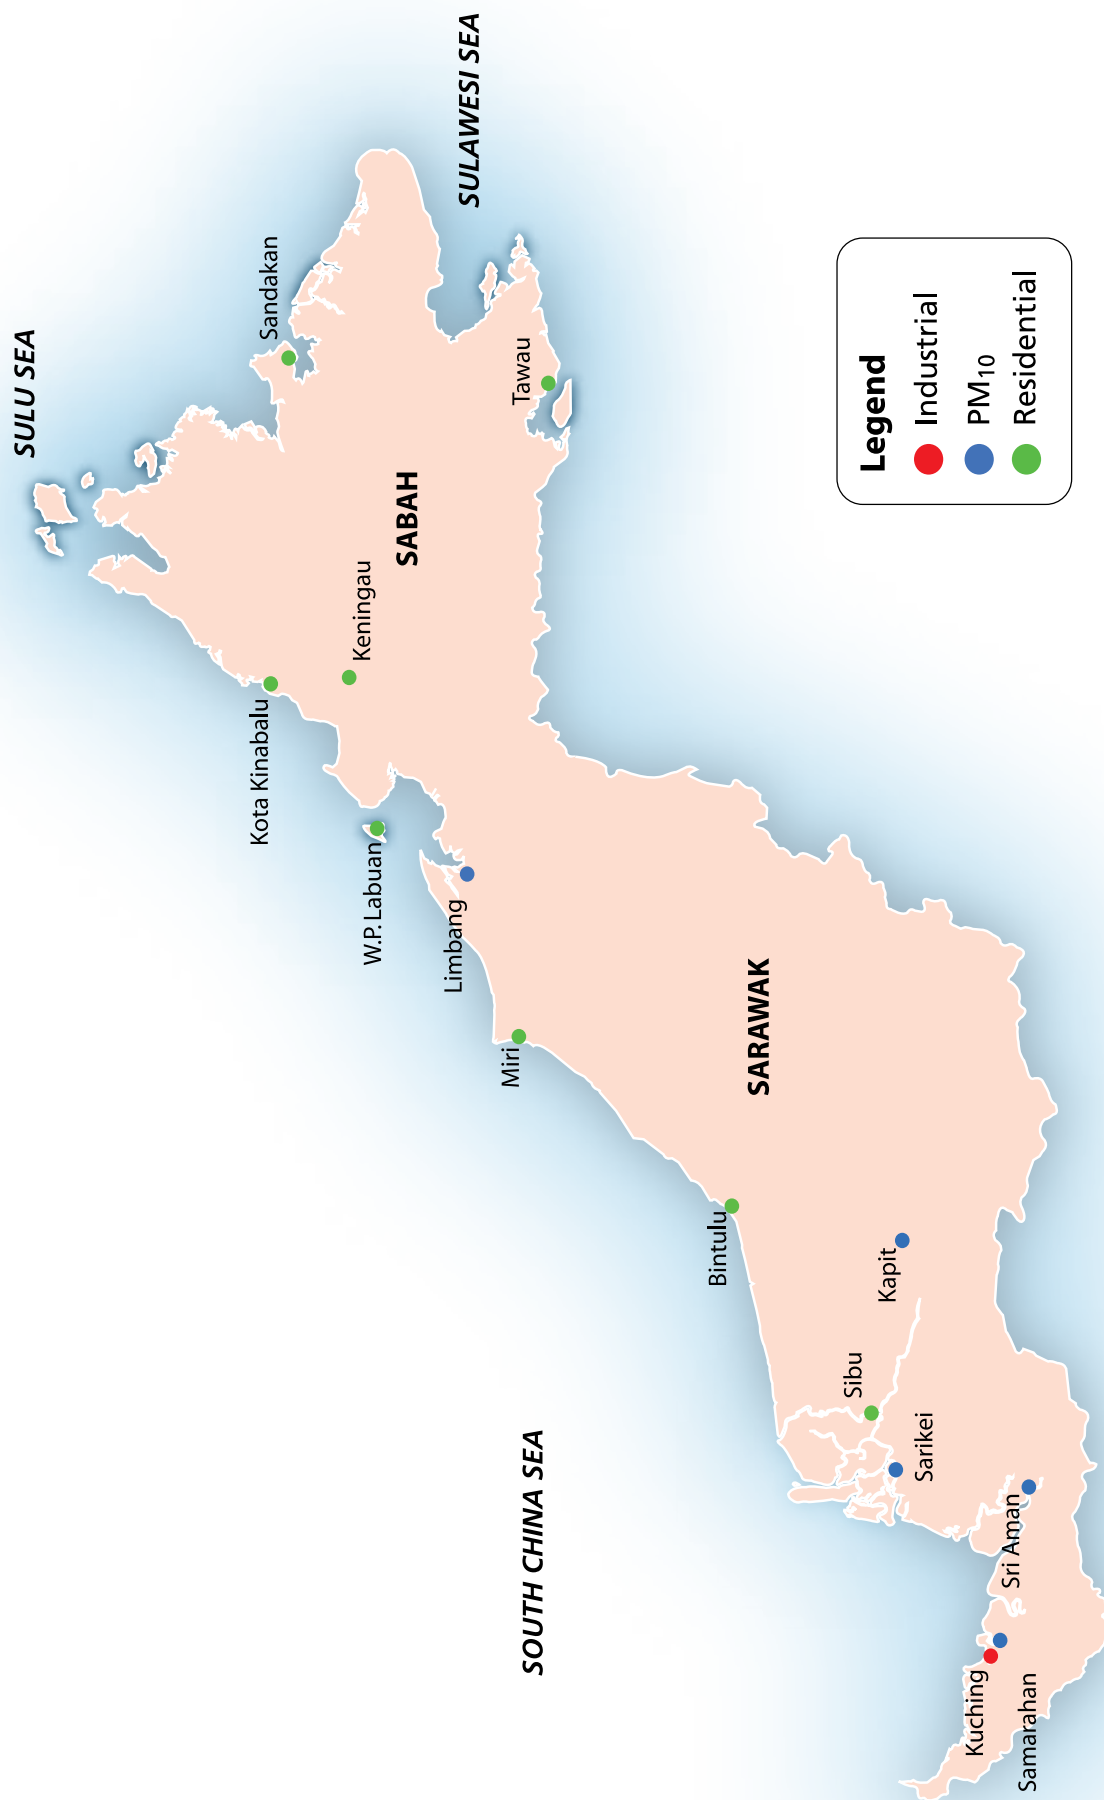 SULU SEA
SULAWESI SEA
Sandakan
Tawau
SABAH
Keningau
Kota Kinabalu
W.P. Labuan
Limbang
Miri
SARAWAK
Bintulu
Kapit
Sibu
Sarikei
SOUTH CHINA SEA
Sri Aman
Kuching
Samarahan
Legend
Industrial
PM10
Residential